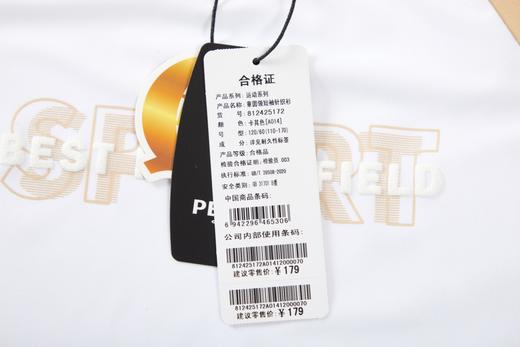 SPORT
BEST
FIELD
PE
合格证
产品系列: 运动系列
产品名称: 童圆领短袖针织衫
货 号: 812425172
颜 色: 卡其色[A014]
型 号: 120/60(110-170)
成 分: 详见耐久性标签
产品等级: 合格品
检验合格证明: 检验员 003
执行标准: GB/T 20508-2020
安全类别: GB 31701 B类
中国商品条码:
6 942296 465306
公司内部使用条码:
812425172A01412000070
建议零售价: ¥ 179
812425172A01412000070
建议零售价: ¥ 179